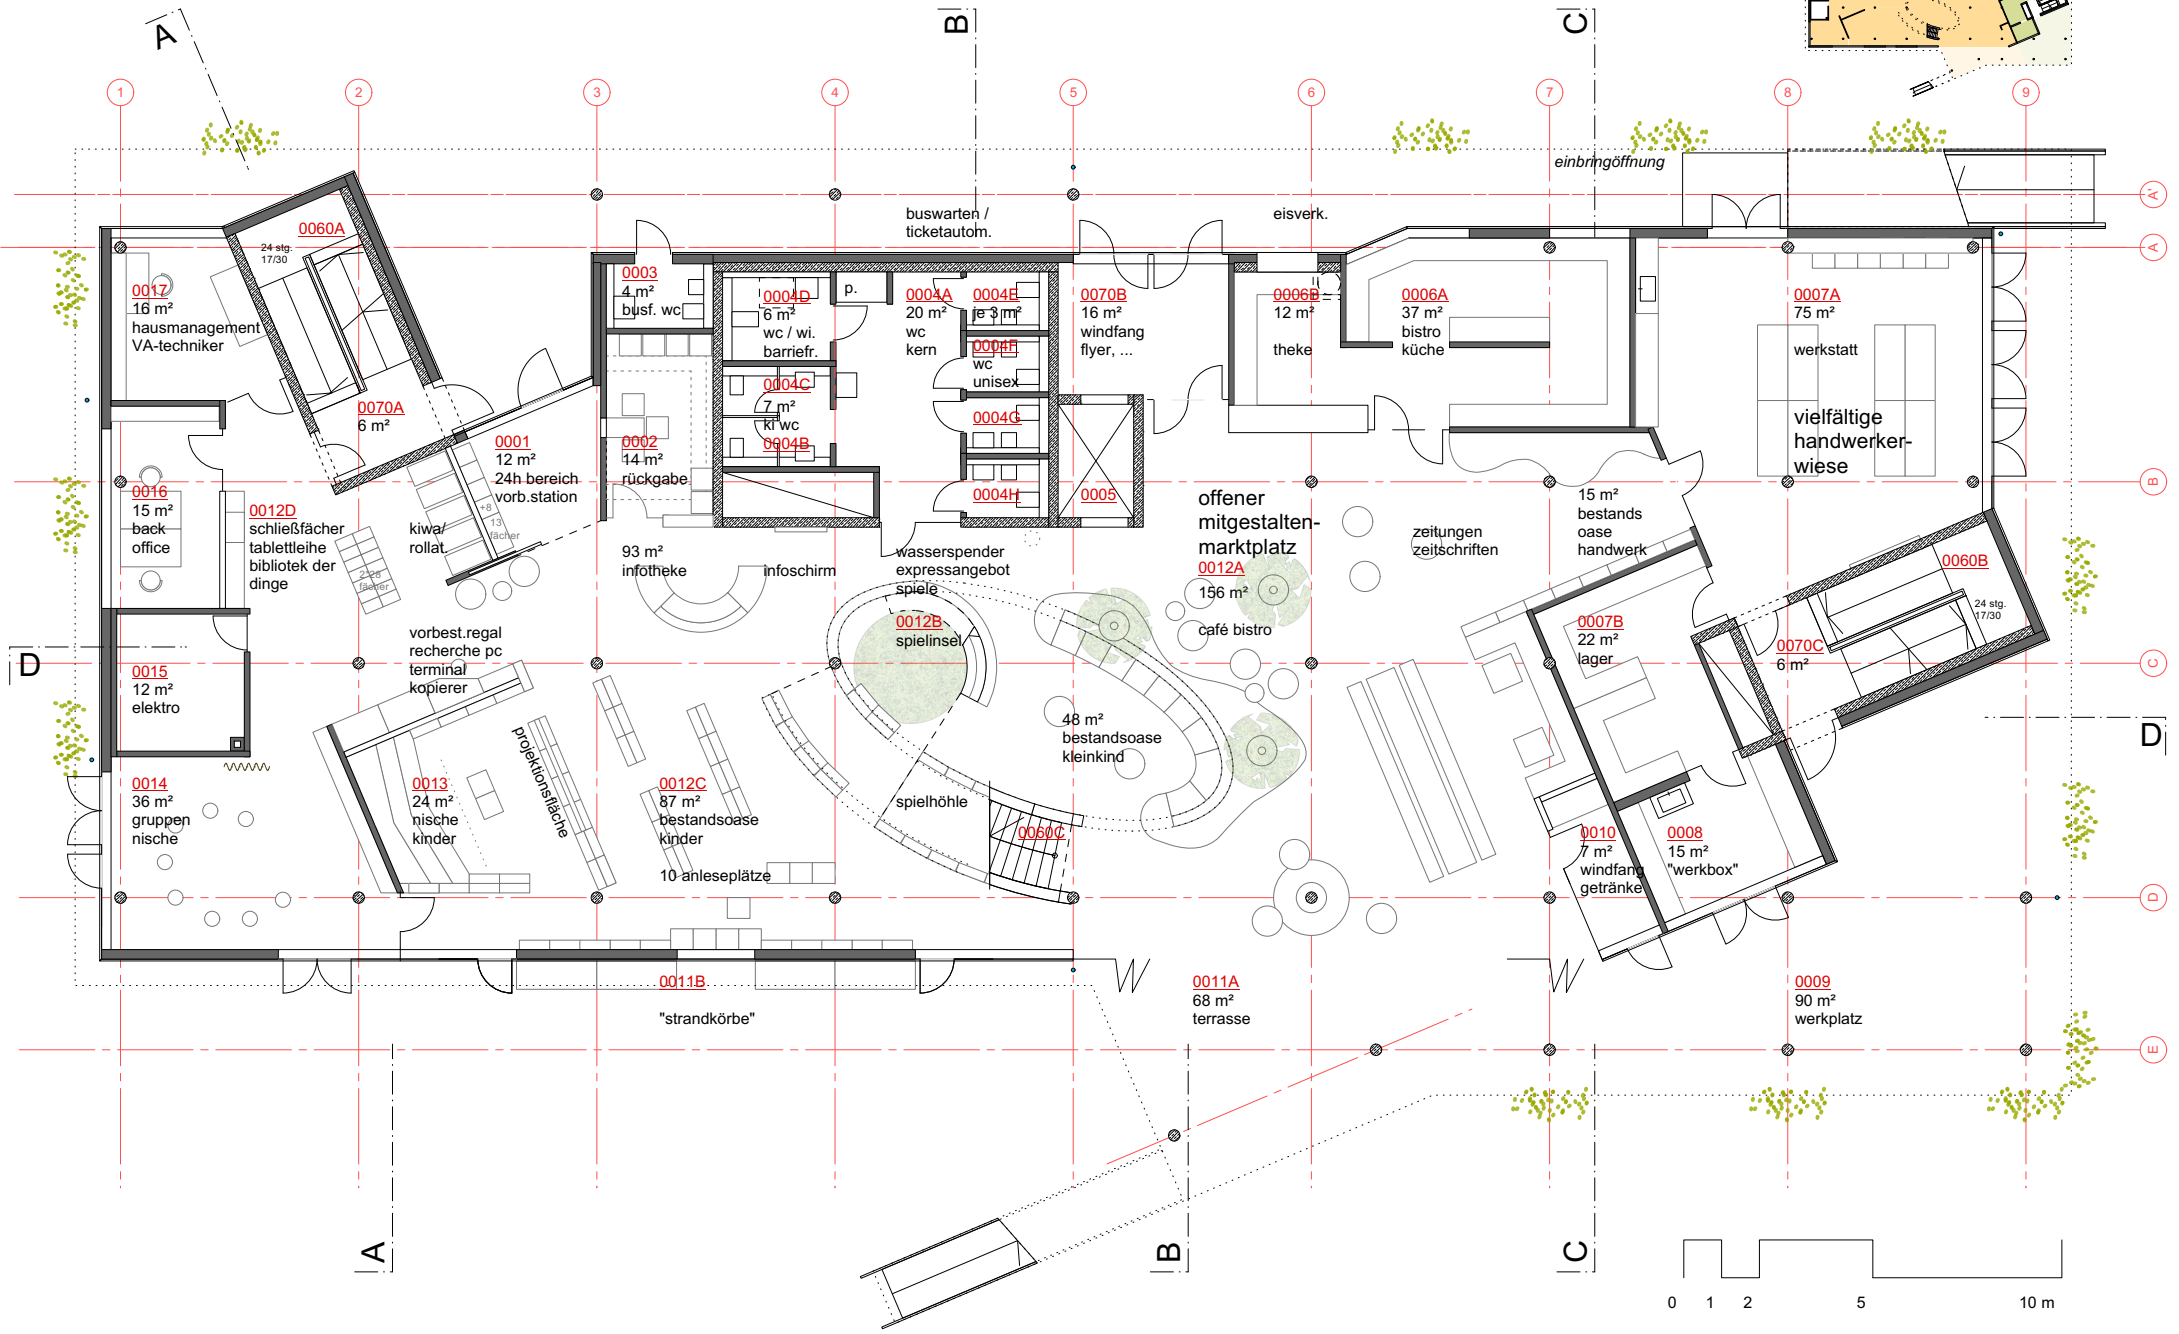 A
B
C
1
2
3
4
5
6
7
8
9
einbringöffnung
A'
buswarten /
ticketautom.
eisverk.
0060A
24 stg.
17/30
A
0003
4 m²
busf. wc
0017
16 m²
hausmanagement
VA-techniker
0004D
6 m²
wc / wi.
barriefr.
p.
0004A
20 m²
wc
kern
0004E
je 3 m²
0004F
wc
unisex
0070B
16 m²
windfang
flyer, ...
0006B
12 m²
theke
0006A
37 m²
bistro
küche
0007A
75 m²
werkstatt
vielfältige
handwerker-
wiese
0070A
6 m²
0004C
7 m²
ki wc
0004B
0004G
0004H
0005
0001
12 m²
24h bereich
vorb.station
0002
14 m²
rückgabe
B
0016
15 m²
back
office
0012D
schließfächer
tablettleihe
bibliotek der
dinge
2*28
fächer
kiwa/
rollat.
+8
13
fächer
93 m²
infotheke
infoschirm
wasserspender
expressangebot
spiele
0012B
spielinsel
offener
mitgestalten-
marktplatz
0012A
156 m²
café bistro
zeitungen
zeitschriften
15 m²
bestands
oase
handwerk
0060B
24 stg.
17/30
0007B
22 m²
lager
0070C
6 m²
C
D
D
0015
12 m²
elektro
vorbest.regal
recherche pc
terminal
kopierer
projektionsfläche
48 m²
bestandsoase
kleinkind
0014
36 m²
gruppen
nische
0013
24 m²
nische
kinder
0012C
87 m²
bestandsoase
kinder
10 anleseplätze
spielhöhle
0060C
0010
7 m²
windfang
getränke
0008
15 m²
"werkbox"
D
0011B
"strandkörbe"
0011A
68 m²
terrasse
0009
90 m²
werkplatz
E
A
B
C
0 1 2 5 10 m